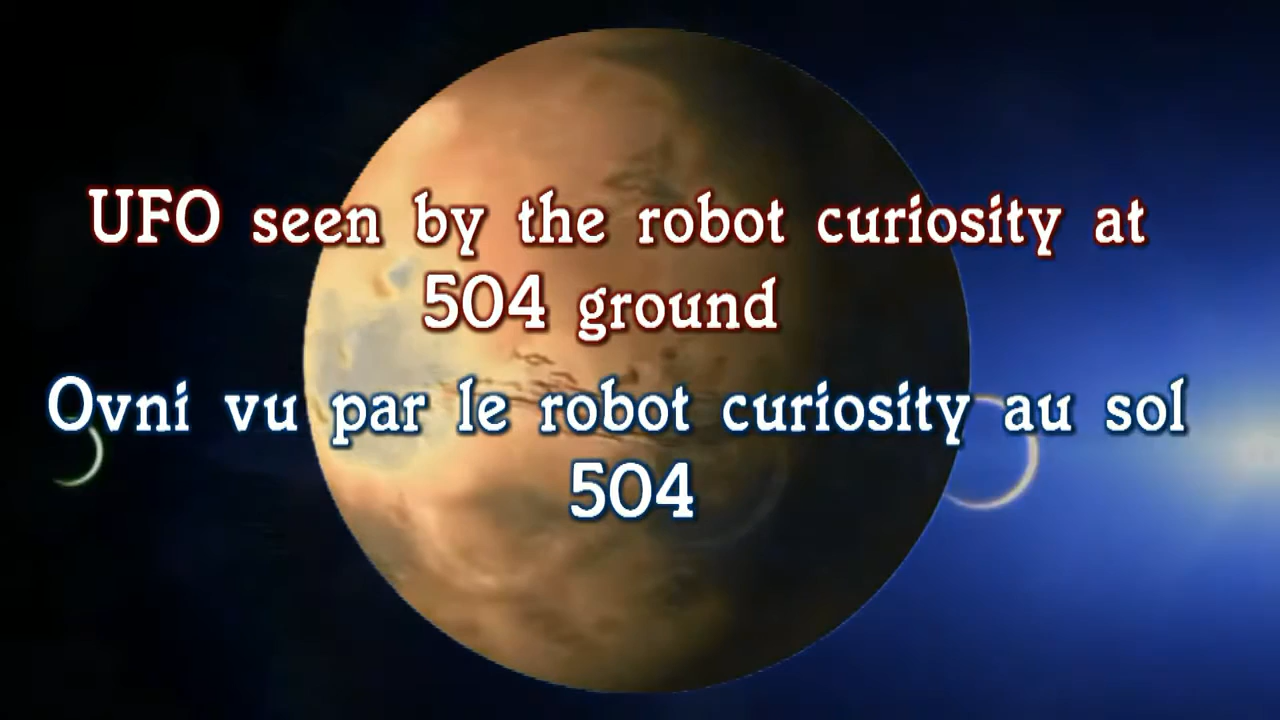 UFO seen by the robot curiosity at
504 ground
Ovni vu par le robot curiosity au sol
504